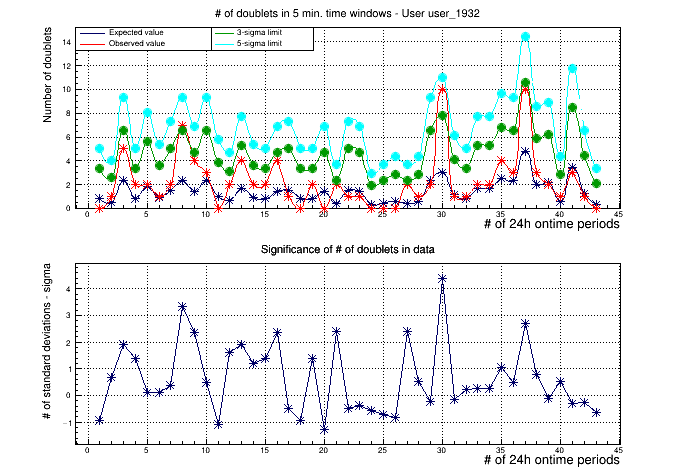 # of doublets in 5 min. time windows - User user_1932
Number of doublets
Expected value
Observed value
3-sigma limit
5-sigma limit
14
12
10
8
6
4
2
0
0 5 10 15 20 25 30 35 40 45
# of 24h ontime periods
Significance of # of doublets in data
# of standard deviations - sigma
4
3
2
1
0
−1
0 5 10 15 20 25 30 35 40 45
# of 24h ontime periods